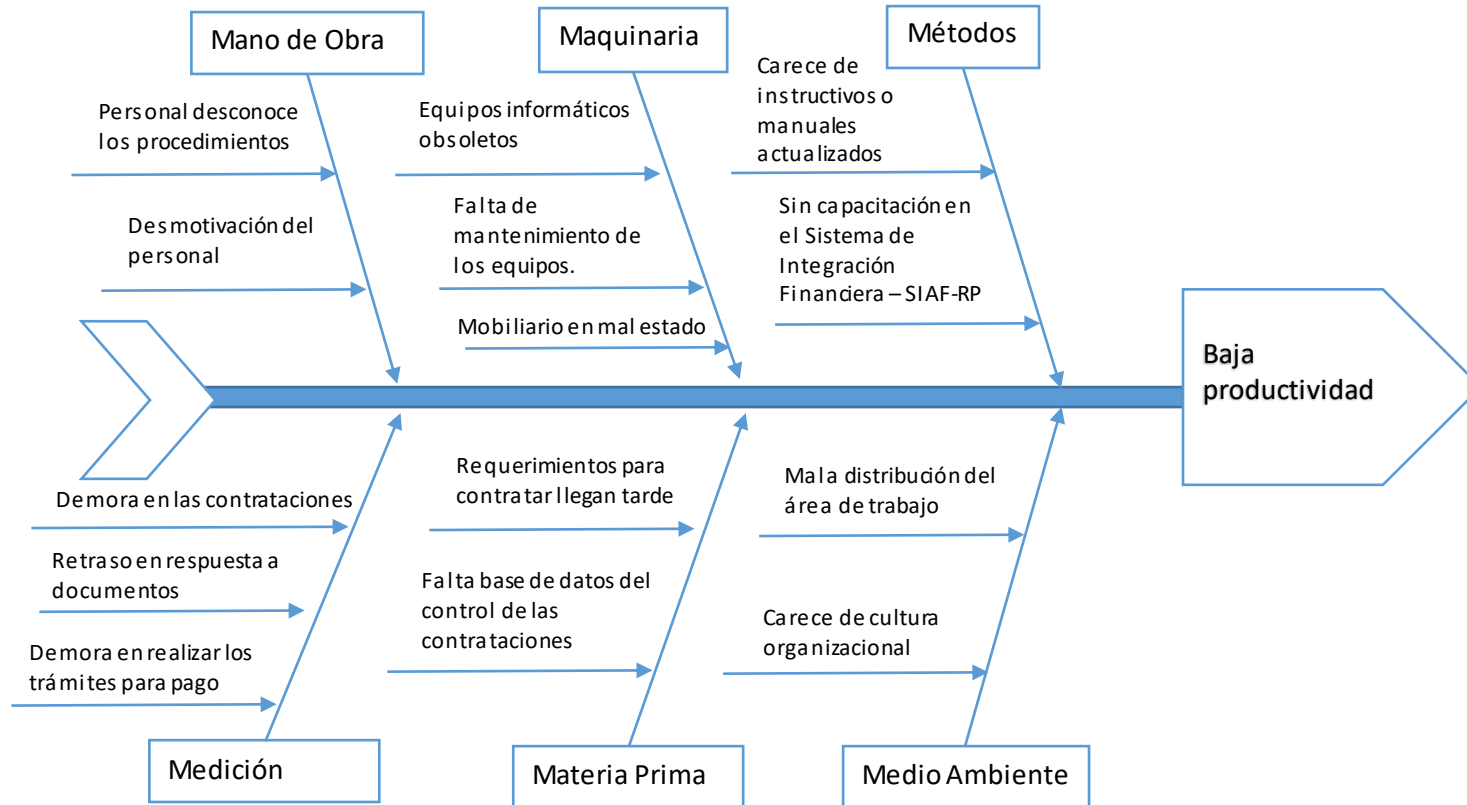 Mano de Obra
Maquinaria
Métodos
Personal desconoce
los procedimientos
Desmotivación del
personal
Equipos informáticos
obsoletos
Falta de
mantenimiento de
los equipos.
Mobiliario en mal estado
Carece de
instructivos o
manuales
actualizados
Sin capacitación en
el Sistema de
Integración
Financiera – SIAF-RP
Baja
productividad
Demora en las contrataciones
Retraso en respuesta a
documentos
Demora en realizar los
trámites para pago
Requerimientos para
contratar llegan tarde
Falta base de datos del
control de las
contrataciones
Mala distribución del
área de trabajo
Carece de cultura
organizacional
Medición
Materia Prima
Medio Ambiente